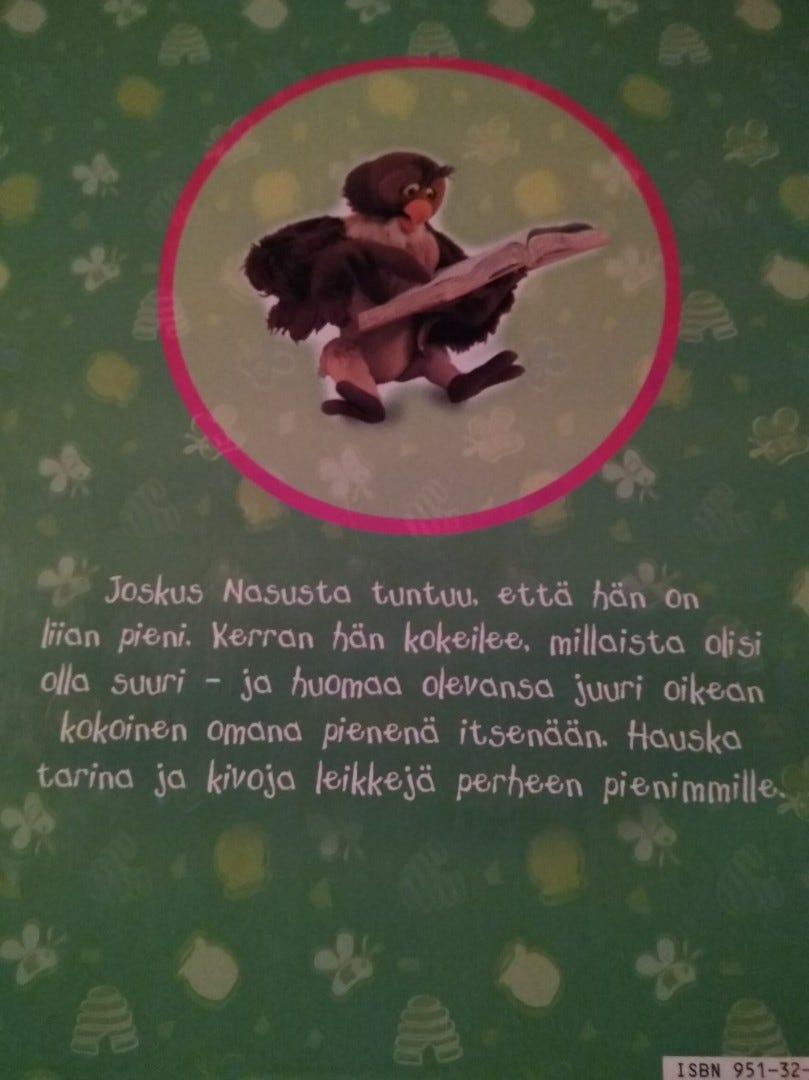 Joskus Nasusta tuntuu, että hän on
liian pieni. Kerran hän kokeilee, millaista olisi
olla suuri – ja huomaa olevansa juuri oikean
kokoinen omana pienenä itsenään. Hauska
tarina ja kivoja leikkejä perheen pienimmille.
ISBN 951-32-